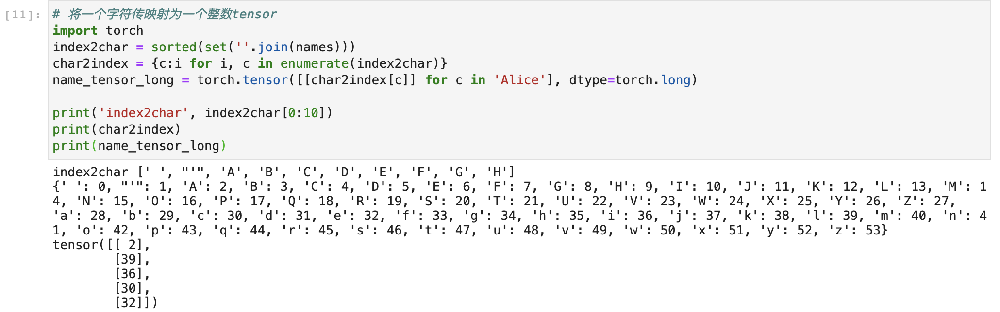 [11]: # 将一个字符传映射为一个整数tensor
import torch
index2char = sorted(set(''.join(names)))
char2index = {c:i for i, c in enumerate(index2char)}
name_tensor_long = torch.tensor([[char2index[c]] for c in 'Alice'], dtype=torch.long)
print('index2char', index2char[0:10])
print(char2index)
print(name_tensor_long)
index2char [' ', "'", 'A', 'B', 'C', 'D', 'E', 'F', 'G', 'H']
{' ': 0, "'": 1, 'A': 2, 'B': 3, 'C': 4, 'D': 5, 'E': 6, 'F': 7, 'G': 8, 'H': 9, 'I': 10, 'J': 11, 'K': 12, 'L': 13, 'M': 1
4, 'N': 15, 'O': 16, 'P': 17, 'Q': 18, 'R': 19, 'S': 20, 'T': 21, 'U': 22, 'V': 23, 'W': 24, 'X': 25, 'Y': 26, 'Z': 27,
'a': 28, 'b': 29, 'c': 30, 'd': 31, 'e': 32, 'f': 33, 'g': 34, 'h': 35, 'i': 36, 'j': 37, 'k': 38, 'l': 39, 'm': 40, 'n': 4
1, 'o': 42, 'p': 43, 'q': 44, 'r': 45, 's': 46, 't': 47, 'u': 48, 'v': 49, 'w': 50, 'x': 51, 'y': 52, 'z': 53}
tensor([[ 2],
[39],
[36],
[30],
[32]])